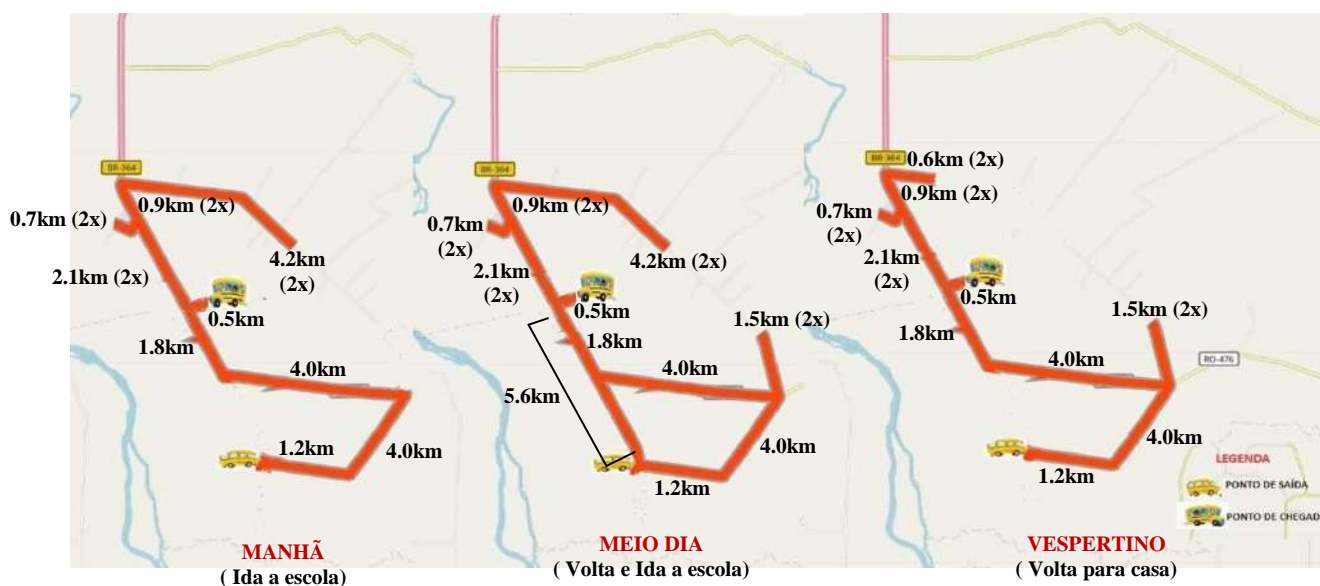 BR-364
0.9km (2x)
0.7km (2x)
4.2km
(2x)
2.1km (2x)
0.5km
1.8km
4.0km
1.2km
4.0km
MANHÃ
( Ida a escola)
BR-364
0.9km (2x)
0.7km
(2x)
4.2km (2x)
2.1km
(2x)
0.5km
1.5km (2x)
1.8km
4.0km
5.6km
4.0km
1.2km
MEIO DIA
( Volta e Ida a escola)
BR-364
0.6km (2x)
0.9km (2x)
0.7km
(2x)
2.1km
(2x)
0.5km
1.5km (2x)
1.8km
4.0km
RO-476
4.0km
1.2km
LEGENDA
PONTO DE SAÍDA
PONTO DE CHEGAD
VESPERTINO
( Volta para casa)